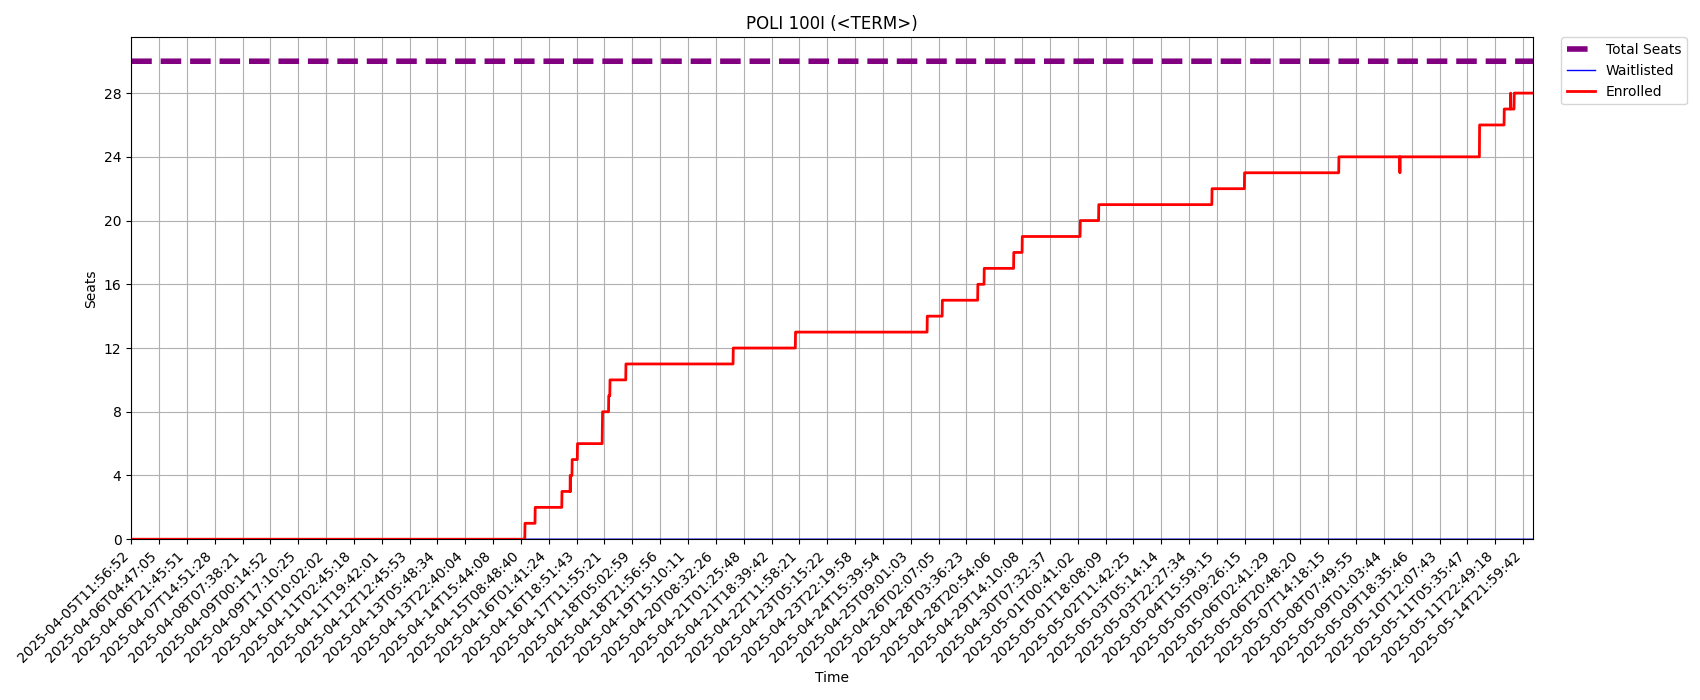 POLI 100I (<TERM>)
Total Seats
Waitlisted
Enrolled
Seats
28
24
20
16
12
8
4
0
2025-04-05T11:56:52
2025-04-06T04:47:05
2025-04-06T21:45:51
2025-04-07T14:51:28
2025-04-08T07:38:21
2025-04-09T00:14:52
2025-04-09T17:10:25
2025-04-10T10:02:02
2025-04-11T02:45:18
2025-04-11T19:42:01
2025-04-12T12:45:53
2025-04-13T05:48:34
2025-04-13T22:40:04
2025-04-14T15:44:08
2025-04-15T08:48:40
2025-04-16T01:41:24
2025-04-16T18:51:43
2025-04-17T11:55:21
2025-04-18T05:02:59
2025-04-18T21:56:56
2025-04-19T15:10:11
2025-04-20T08:32:26
2025-04-21T01:25:48
2025-04-21T18:39:42
2025-04-22T11:58:21
2025-04-23T05:15:22
2025-04-23T22:19:58
2025-04-24T15:39:54
2025-04-25T09:01:03
2025-04-26T02:07:05
2025-04-28T03:36:23
2025-04-28T20:54:06
2025-04-29T14:10:08
2025-04-30T07:32:37
2025-05-01T00:41:02
2025-05-01T18:08:09
2025-05-02T11:42:25
2025-05-03T05:14:14
2025-05-03T22:27:34
2025-05-04T15:59:15
2025-05-05T09:26:15
2025-05-06T02:41:29
2025-05-06T20:48:20
2025-05-07T14:18:15
2025-05-08T07:49:55
2025-05-09T01:03:44
2025-05-09T18:35:46
2025-05-10T12:07:43
2025-05-11T05:35:47
2025-05-11T22:49:18
2025-05-14T21:59:42
Time